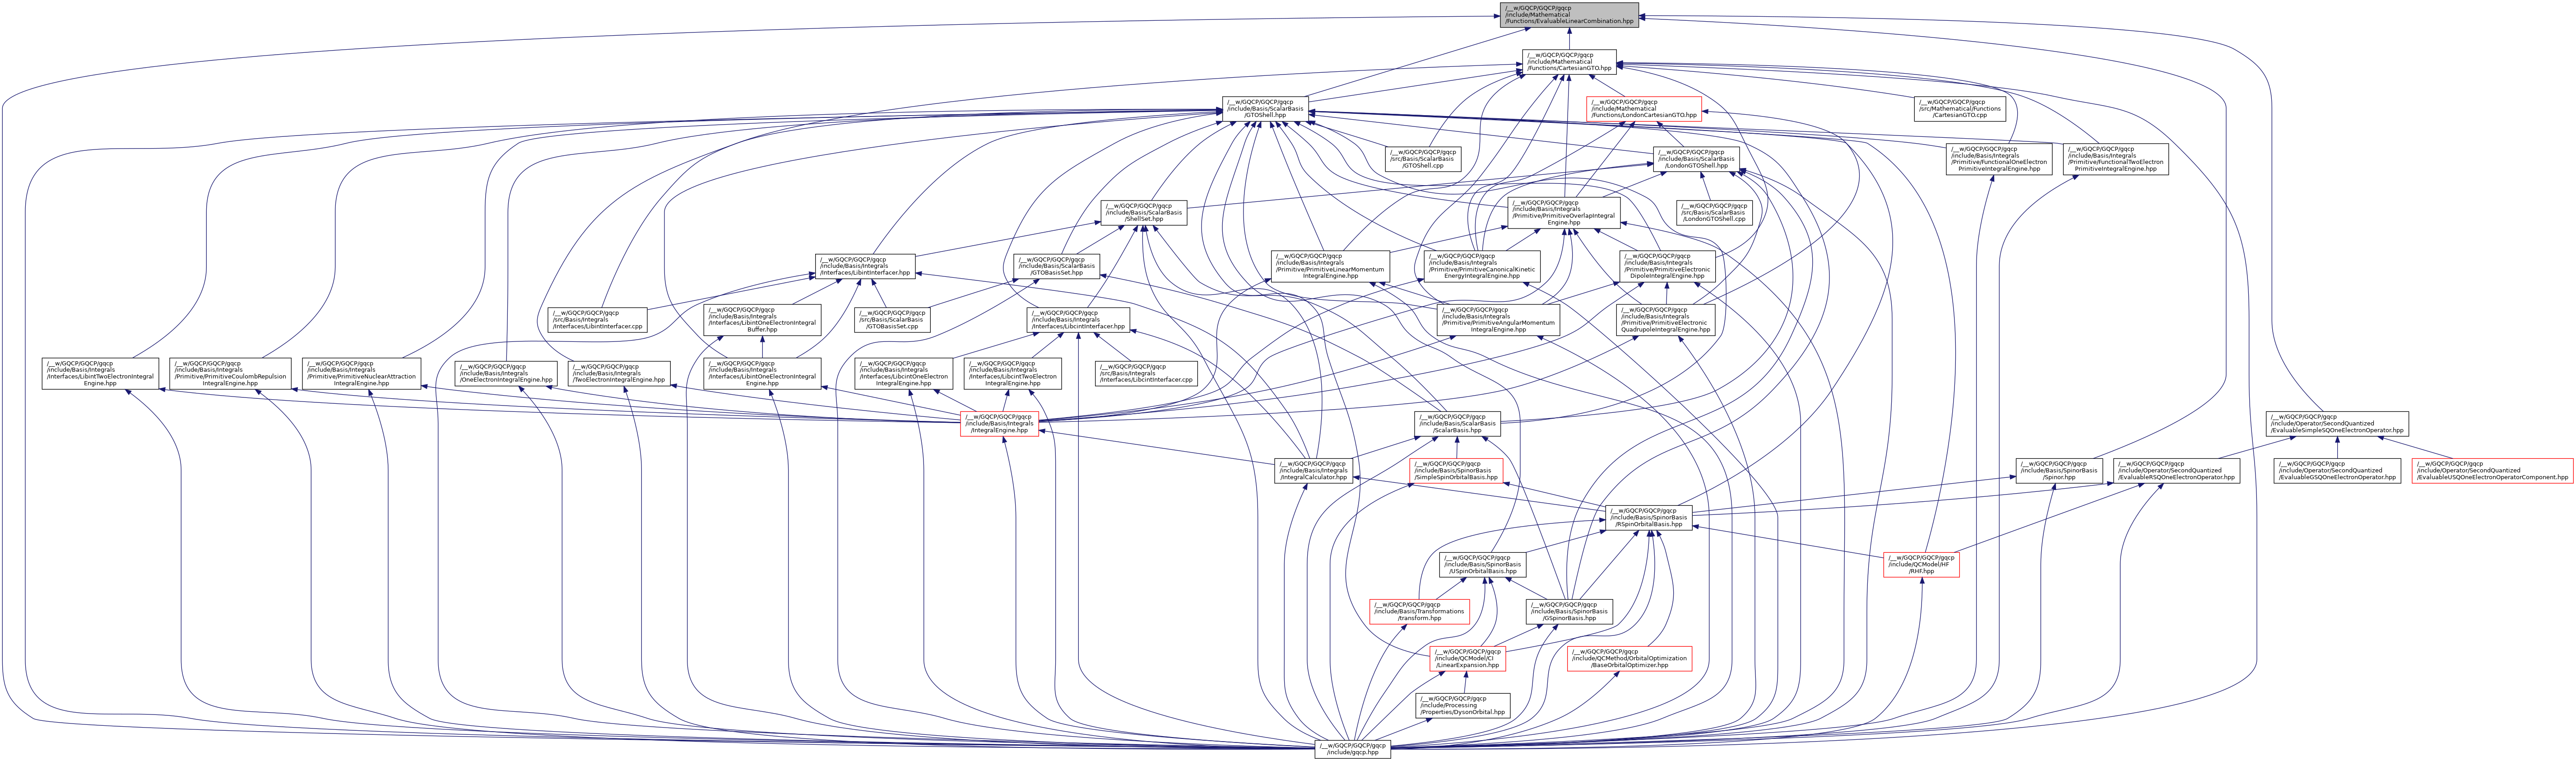 /__w/GQCP/GQCP/gqcp
/include/Mathematical
/Functions/EvaluableLinearCombination.hpp
/__w/GQCP/GQCP/gqcp
/include/Mathematical
/Functions/CartesianGTO.hpp
/__w/GQCP/GQCP/gqcp
/include/Basis/ScalarBasis
/GTOShell.hpp
/__w/GQCP/GQCP/gqcp
/include/Mathematical
/Functions/LondonCartesianGTO.hpp
/__w/GQCP/GQCP/gqcp
/src/Mathematical/Functions
/CartesianGTO.cpp
/__w/GQCP/GQCP/gqcp
/src/Basis/ScalarBasis
/GTOShell.cpp
/__w/GQCP/GQCP/gqcp
/include/Basis/ScalarBasis
/LondonGTOShell.hpp
/__w/GQCP/GQCP/gqcp
/include/Basis/Integrals
/Primitive/FunctionalOneElectron
PrimitiveIntegralEngine.hpp
/__w/GQCP/GQCP/gqcp
/include/Basis/Integrals
/Primitive/FunctionalTwoElectron
PrimitiveIntegralEngine.hpp
/__w/GQCP/GQCP/gqcp
/include/Basis/ScalarBasis
/ShellSet.hpp
/__w/GQCP/GQCP/gqcp
/include/Basis/Integrals
/Primitive/PrimitiveOverlapIntegral
Engine.hpp
/__w/GQCP/GQCP/gqcp
/src/Basis/ScalarBasis
/LondonGTOShell.cpp
/__w/GQCP/GQCP/gqcp
/include/Basis/Integrals
/Interfaces/LibintInterfacer.hpp
/__w/GQCP/GQCP/gqcp
/include/Basis/ScalarBasis
/GTOBasisSet.hpp
/__w/GQCP/GQCP/gqcp
/include/Basis/Integrals
/Primitive/PrimitiveLinearMomentum
IntegralEngine.hpp
/__w/GQCP/GQCP/gqcp
/include/Basis/Integrals
/Primitive/PrimitiveCanonicalKinetic
EnergyIntegralEngine.hpp
/__w/GQCP/GQCP/gqcp
/include/Basis/Integrals
/Primitive/PrimitiveElectronic
DipoleIntegralEngine.hpp
/__w/GQCP/GQCP/gqcp
/src/Basis/Integrals
/Interfaces/LibintInterfacer.cpp
/__w/GQCP/GQCP/gqcp
/include/Basis/Integrals
/Interfaces/LibintOneElectronIntegral
Buffer.hpp
/__w/GQCP/GQCP/gqcp
/src/Basis/ScalarBasis
/GTOBasisSet.cpp
/__w/GQCP/GQCP/gqcp
/include/Basis/Integrals
/Interfaces/LibcintInterfacer.hpp
/__w/GQCP/GQCP/gqcp
/include/Basis/Integrals
/Primitive/PrimitiveAngularMomentum
IntegralEngine.hpp
/__w/GQCP/GQCP/gqcp
/include/Basis/Integrals
/Primitive/PrimitiveElectronic
QuadrupoleIntegralEngine.hpp
/__w/GQCP/GQCP/gqcp
/include/Basis/Integrals
/Interfaces/LibintTwoElectronIntegral
Engine.hpp
/__w/GQCP/GQCP/gqcp
/include/Basis/Integrals
/Primitive/PrimitiveCoulombRepulsion
IntegralEngine.hpp
/__w/GQCP/GQCP/gqcp
/include/Basis/Integrals
/Primitive/PrimitiveNuclearAttraction
IntegralEngine.hpp
/__w/GQCP/GQCP/gqcp
/include/Basis/Integrals
/OneElectronIntegralEngine.hpp
/__w/GQCP/GQCP/gqcp
/include/Basis/Integrals
/TwoElectronIntegralEngine.hpp
/__w/GQCP/GQCP/gqcp
/include/Basis/Integrals
/Interfaces/LibintOneElectronIntegral
Engine.hpp
/__w/GQCP/GQCP/gqcp
/include/Basis/Integrals
/Interfaces/LibcintOneElectron
IntegralEngine.hpp
/__w/GQCP/GQCP/gqcp
/include/Basis/Integrals
/Interfaces/LibcintTwoElectron
IntegralEngine.hpp
/__w/GQCP/GQCP/gqcp
/src/Basis/Integrals
/Interfaces/LibcintInterfacer.cpp
/__w/GQCP/GQCP/gqcp
/include/Basis/Integrals
/IntegralEngine.hpp
/__w/GQCP/GQCP/gqcp
/include/Basis/ScalarBasis
/ScalarBasis.hpp
/__w/GQCP/GQCP/gqcp
/include/Operator/SecondQuantized
/EvaluableSimpleSQOneElectronOperator.hpp
/__w/GQCP/GQCP/gqcp
/include/Basis/Integrals
/IntegralCalculator.hpp
/__w/GQCP/GQCP/gqcp
/include/Basis/SpinorBasis
/SimpleSpinOrbitalBasis.hpp
/__w/GQCP/GQCP/gqcp
/include/Basis/SpinorBasis
/Spinor.hpp
/__w/GQCP/GQCP/gqcp
/include/Operator/SecondQuantized
/EvaluableRSQOneElectronOperator.hpp
/__w/GQCP/GQCP/gqcp
/include/Operator/SecondQuantized
/EvaluableGSQOneElectronOperator.hpp
/__w/GQCP/GQCP/gqcp
/include/Operator/SecondQuantized
/EvaluableUSQOneElectronOperatorComponent.hpp
/__w/GQCP/GQCP/gqcp
/include/Basis/SpinorBasis
/RSpinOrbitalBasis.hpp
/__w/GQCP/GQCP/gqcp
/include/Basis/SpinorBasis
/USpinOrbitalBasis.hpp
/__w/GQCP/GQCP/gqcp
/include/QCModel/HF
/RHF.hpp
/__w/GQCP/GQCP/gqcp
/include/Basis/Transformations
/transform.hpp
/__w/GQCP/GQCP/gqcp
/include/Basis/SpinorBasis
/GSpinorBasis.hpp
/__w/GQCP/GQCP/gqcp
/include/QCModel/CI
/LinearExpansion.hpp
/__w/GQCP/GQCP/gqcp
/include/QCMethod/OrbitalOptimization
/BaseOrbitalOptimizer.hpp
/__w/GQCP/GQCP/gqcp
/include/Processing
/Properties/DysonOrbital.hpp
/__w/GQCP/GQCP/gqcp
/include/gqcp.hpp